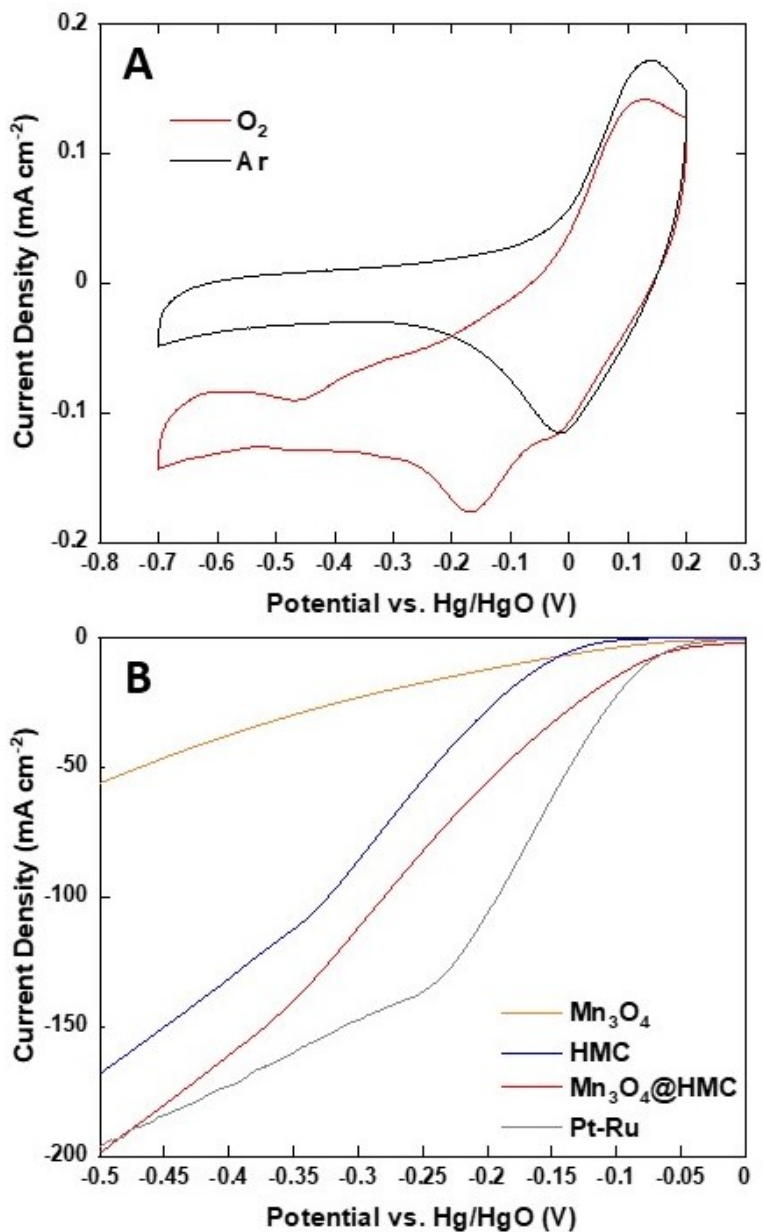 A
O₂
Ar
Current Density (mA cm⁻²)
0.2
0.1
0
-0.1
-0.2
-0.8 -0.7 -0.6 -0.5 -0.4 -0.3 -0.2 -0.1 0 0.1 0.2 0.3
Potential vs. Hg/HgO (V)
B
Current Density (mA cm⁻²)
0
-50
-100
-150
-200
Mn₃O₄
HMC
Mn₃O₄@HMC
Pt-Ru
-0.5 -0.45 -0.4 -0.35 -0.3 -0.25 -0.2 -0.15 -0.1 -0.05 0
Potential vs. Hg/HgO (V)